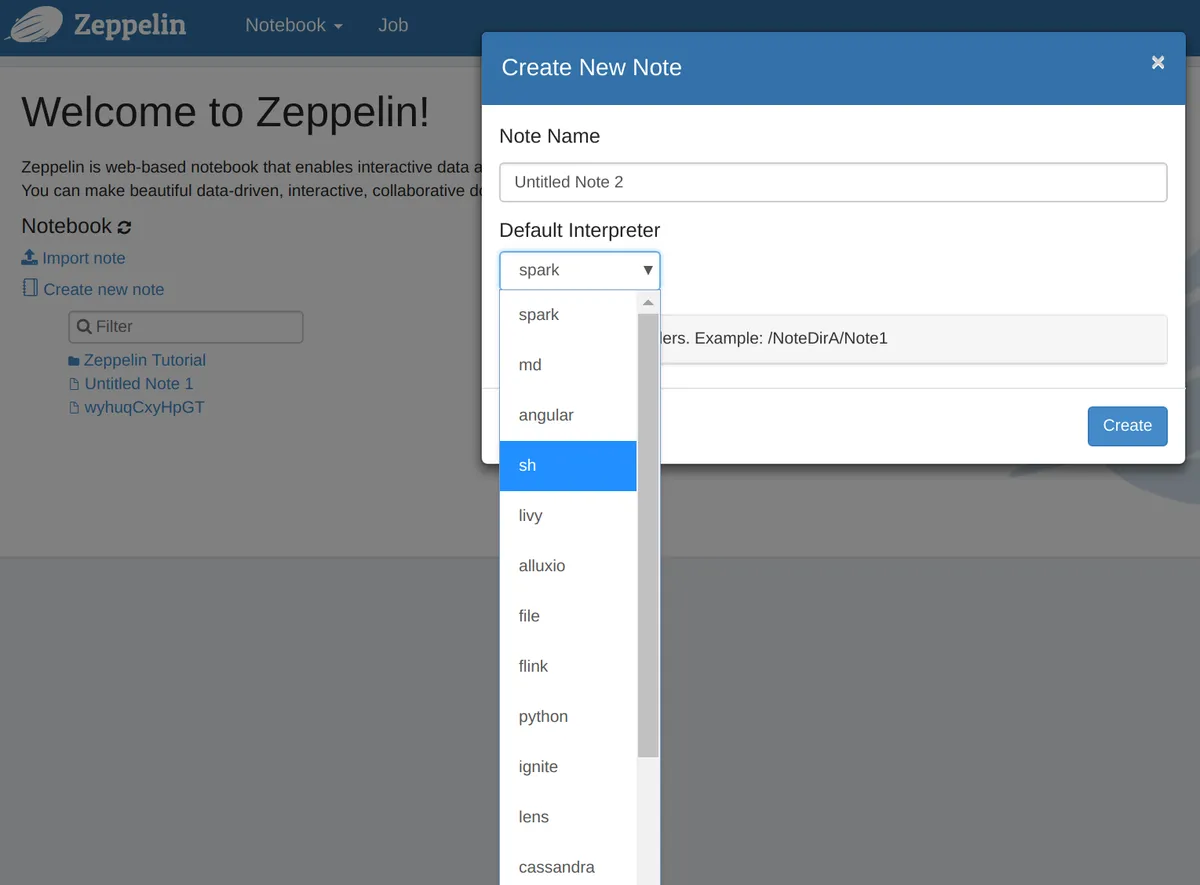 Zeppelin
Notebook
Job
Welcome to Zeppelin!
Zeppelin is web-based notebook that enables interactive data
You can make beautiful data-driven, interactive, collaborative
Notebook
Import note
Create new note
Filter
Zeppelin Tutorial
Untitled Note 1
wyhuqCxyHpGT
Create New Note
×
Note Name
Untitled Note 2
Default Interpreter
spark
spark
md
angular
sh
livy
alluxio
file
flink
python
ignite
lens
cassandra
Example: /NoteDirA/Note1
Create